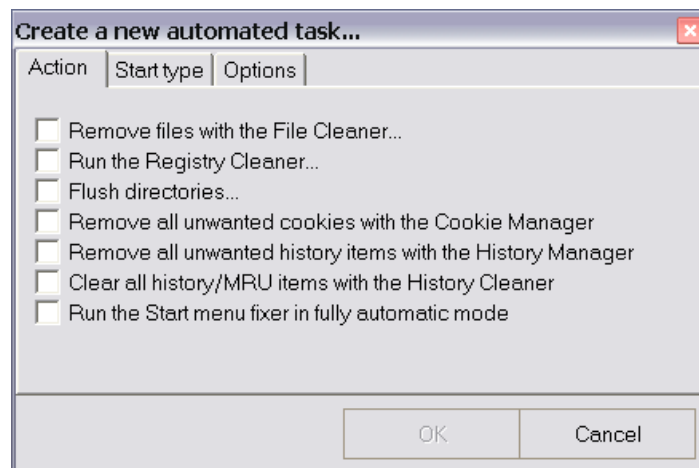 Create a new automated task...
Action Start type Options
Remove files with the File Cleaner...
Run the Registry Cleaner...
Flush directories...
Remove all unwanted cookies with the Cookie Manager
Remove all unwanted history items with the History Manager
Clear all history/MRU items with the History Cleaner
Run the Start menu fixer in fully automatic mode
OK Cancel